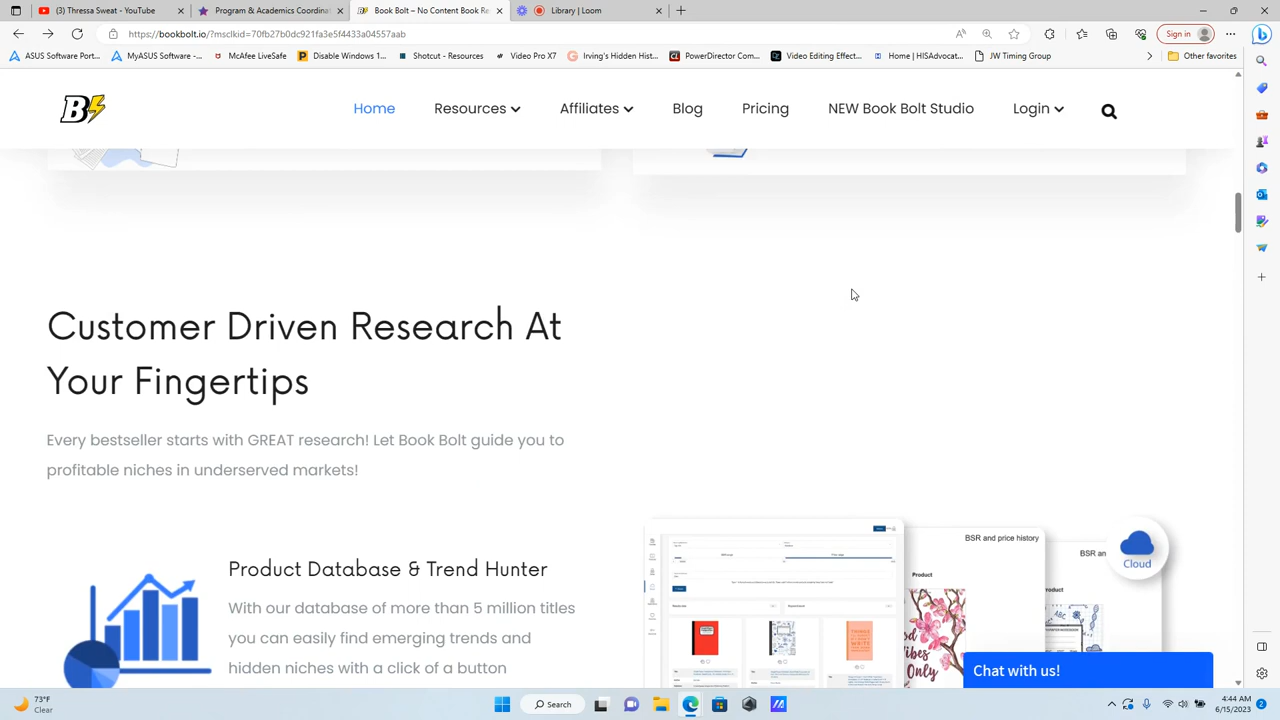 (3) Thressa Sweat - YouTube
Program & Academics Coordinat
Book Bolt – No Content Book Re
Library | Loom
https://bookbolt.io/?msclkid=70fb27b0dc921fa3e5f4433a04557aab
Sign in
ASUS Software Port...
MyASUS Software -...
McAfee LiveSafe
Disable Windows 1...
Shotcut - Resources
Video Pro X7
Irving's Hidden Hist...
PowerDirector Com...
Video Editing Effect...
Home | HISAdvocat...
JW Timing Group
Other favorites
B
Home
Resources
Affiliates
Blog
Pricing
NEW Book Bolt Studio
Login
Customer Driven Research At
Your Fingertips
Every bestseller starts with GREAT research! Let Book Bolt guide you to
profitable niches in underserved markets!
Product Database & Trend Hunter
With our database of more than 5 million titles
you can easily find emerging trends and
hidden niches with a click of a button
BSR and price history
Product
BSR an
Cloud
Vibes
Only
Chat with us!
73°F
Clear
Search
4:44 AM
6/15/2023